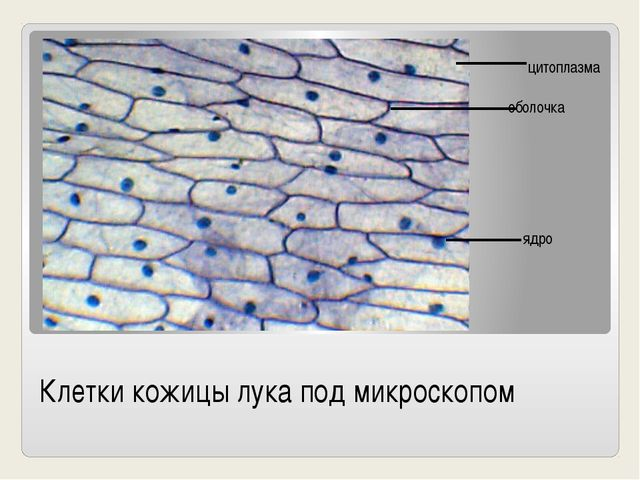 цитоплазма
оболочка
ядро
Клетки кожицы лука под микроскопом